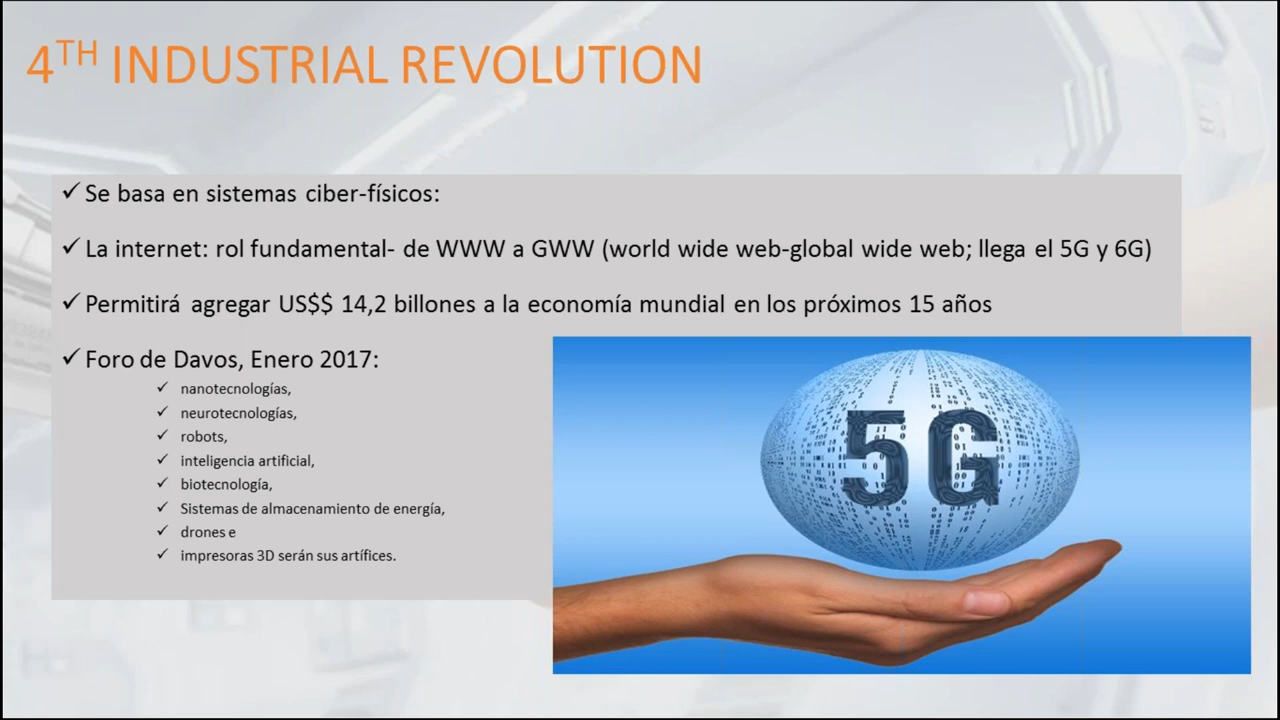 4TH INDUSTRIAL REVOLUTION
✓ Se basa en sistemas ciber-físicos:
✓ La internet: rol fundamental- de WWW a GWW (world wide web-global wide web; llega el 5G y 6G)
✓ Permitirá agregar US$$ 14,2 billones a la economía mundial en los próximos 15 años
✓ Foro de Davos, Enero 2017:
✓ nanotecnologías,
✓ neurotecnologías,
✓ robots,
✓ inteligencia artificial,
✓ biotecnología,
✓ Sistemas de almacenamiento de energía,
✓ drones e
✓ impresoras 3D serán sus artífices.
5G